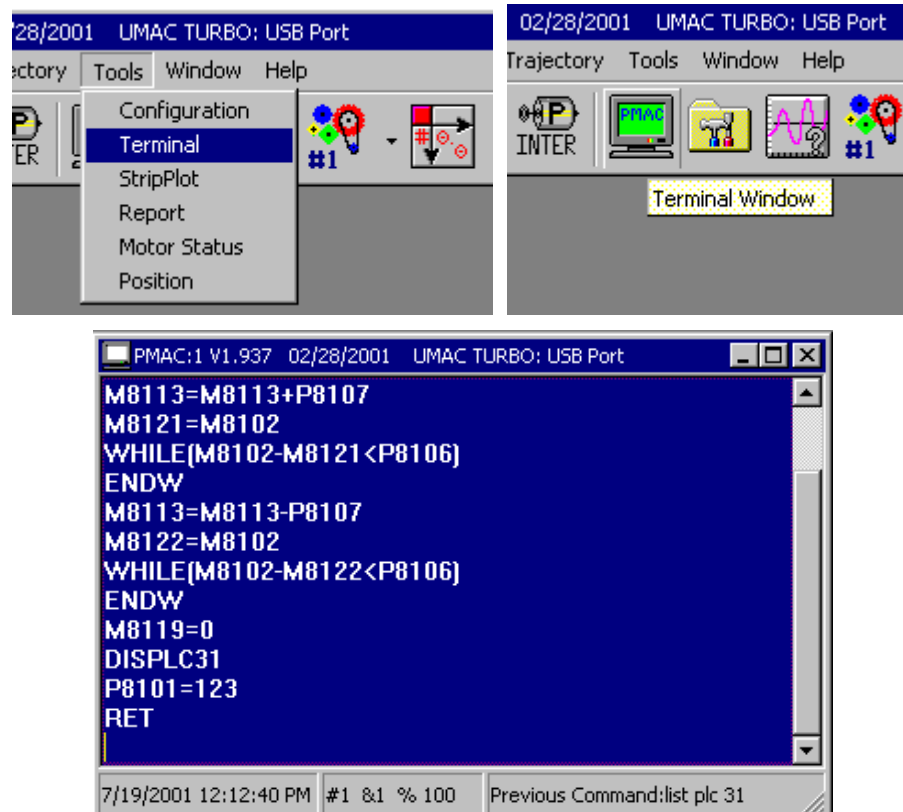 /28/2001 UMAC TURBO: USB Port
ectory Tools Window Help
P
ER
#1
#
Configuration
Terminal
StripPlot
Report
Motor Status
Position
02/28/2001 UMAC TURBO: USB Port
Trajectory Tools Window Help
P
INTER
PMAC
?
#1
Terminal Window
PMAC:1 V1.937 02/28/2001 UMAC TURBO: USB Port
M8113=M8113+P8107
M8121=M8102
WHILE(M8102-M8121<P8106)
ENDW
M8113=M8113-P8107
M8122=M8102
WHILE(M8102-M8122<P8106)
ENDW
M8119=0
DISPLC31
P8101=123
RET
7/19/2001 12:12:40 PM #1 &1 % 100 Previous Command:list plc 31